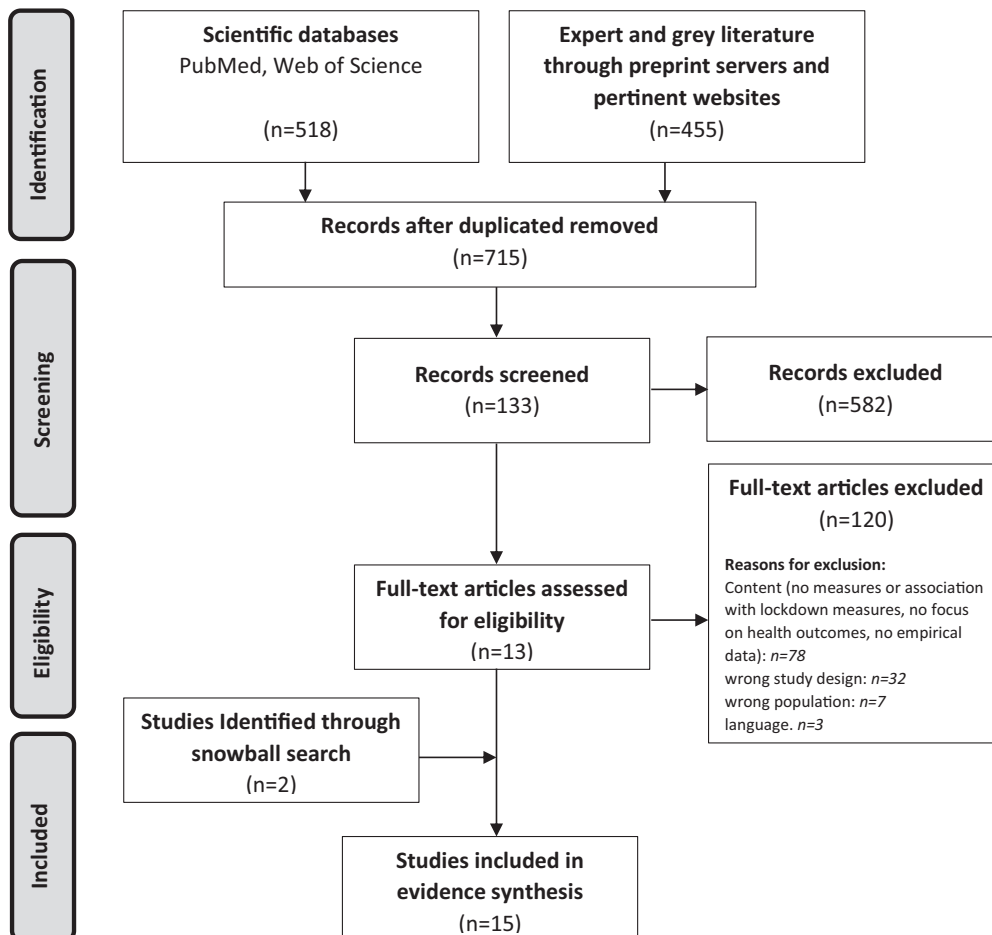 Identification
Scientific databases
PubMed, Web of Science
(n=518)
Expert and grey literature
through preprint servers and
pertinent websites
(n=455)
Records after duplicated removed
(n=715)
Screening
Records screened
(n=133)
Records excluded
(n=582)
Eligibility
Full-text articles assessed
for eligibility
(n=13)
Full-text articles excluded
(n=120)
Reasons for exclusion:
Content (no measures or association
with lockdown measures, no focus
on health outcomes, no empirical
data): n=78
wrong study design: n=32
wrong population: n=7
language. n=3
Studies Identified through
snowball search
(n=2)
Included
Studies included in
evidence synthesis
(n=15)